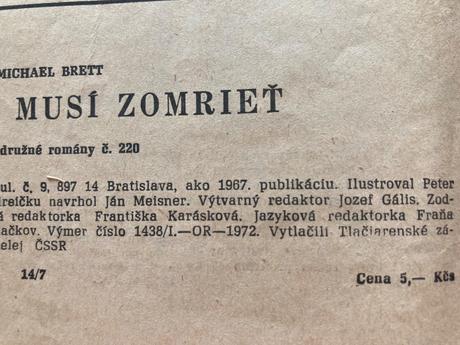 MICHAEL BRETT
MUSÍ ZOMRIEŤ
družné romány č. 220
ul. č. 9, 897 14 Bratislava, ako 1967. publikáciu. Ilustroval Peter
navrhol Ján Meisner. Výtvarný redaktor Jozef Gális. Zod-
redaktorka Františka Karásková. Jazyková redaktorka Fraňa
ačkov. Výmer číslo 1438/I.—OR—1972. Vytlačili Tlačiarenské zá-
elej ČSSR
14/7
Cena 5,— Kčs